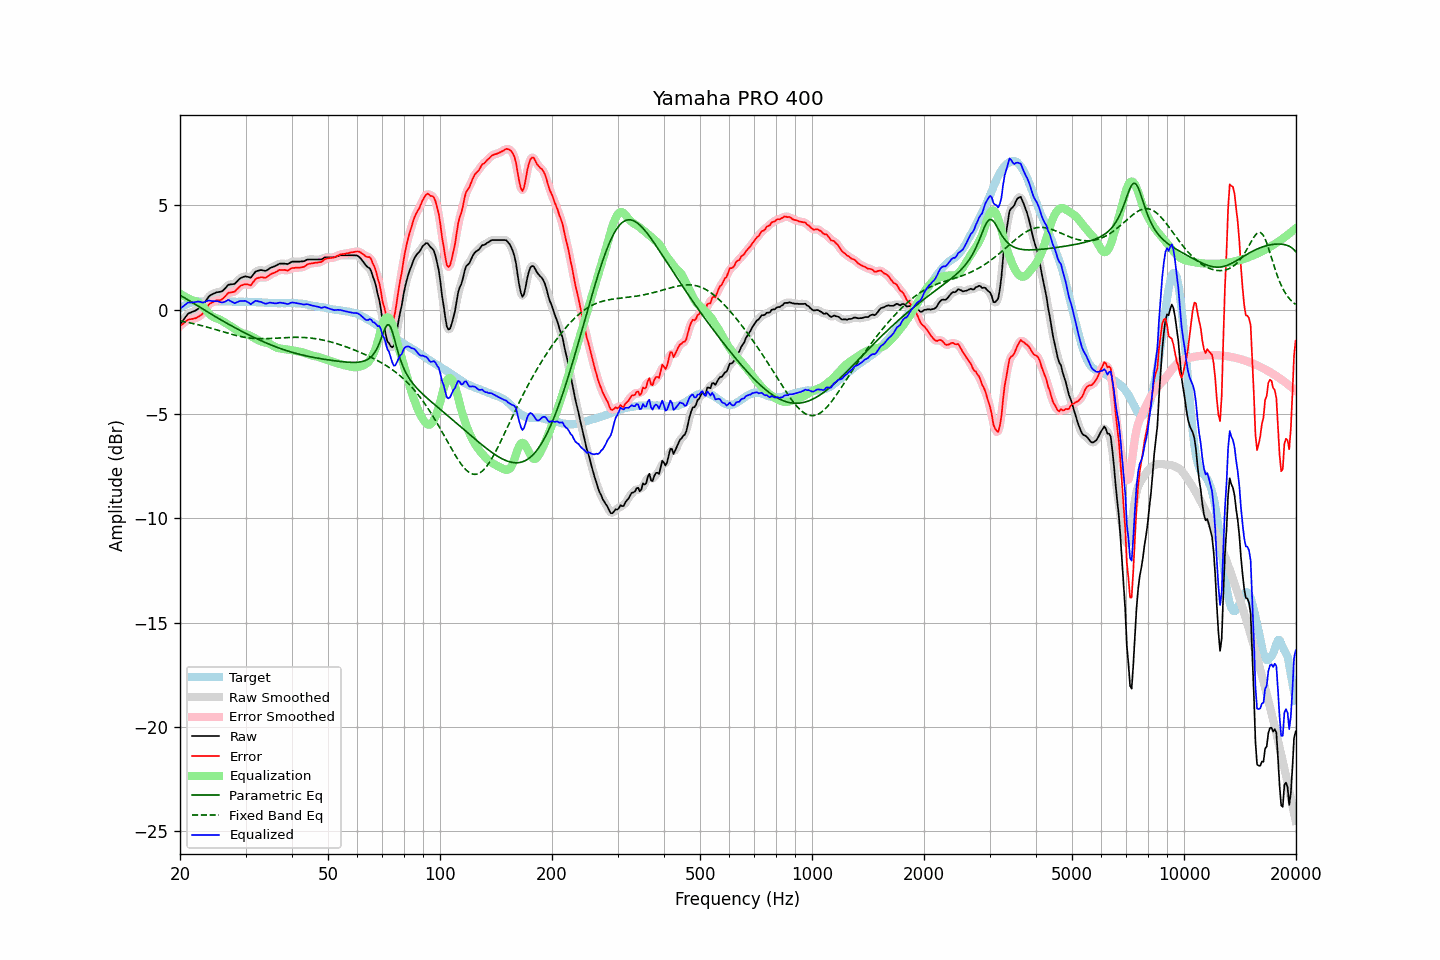 Yamaha PRO 400
Amplitude (dBr)
5
0
−5
−10
−15
−20
−25
Target
Raw Smoothed
Error Smoothed
Raw
Error
Equalization
Parametric Eq
Fixed Band Eq
Equalized
20 50 100 200 500 1000 2000 5000 10000 20000
Frequency (Hz)